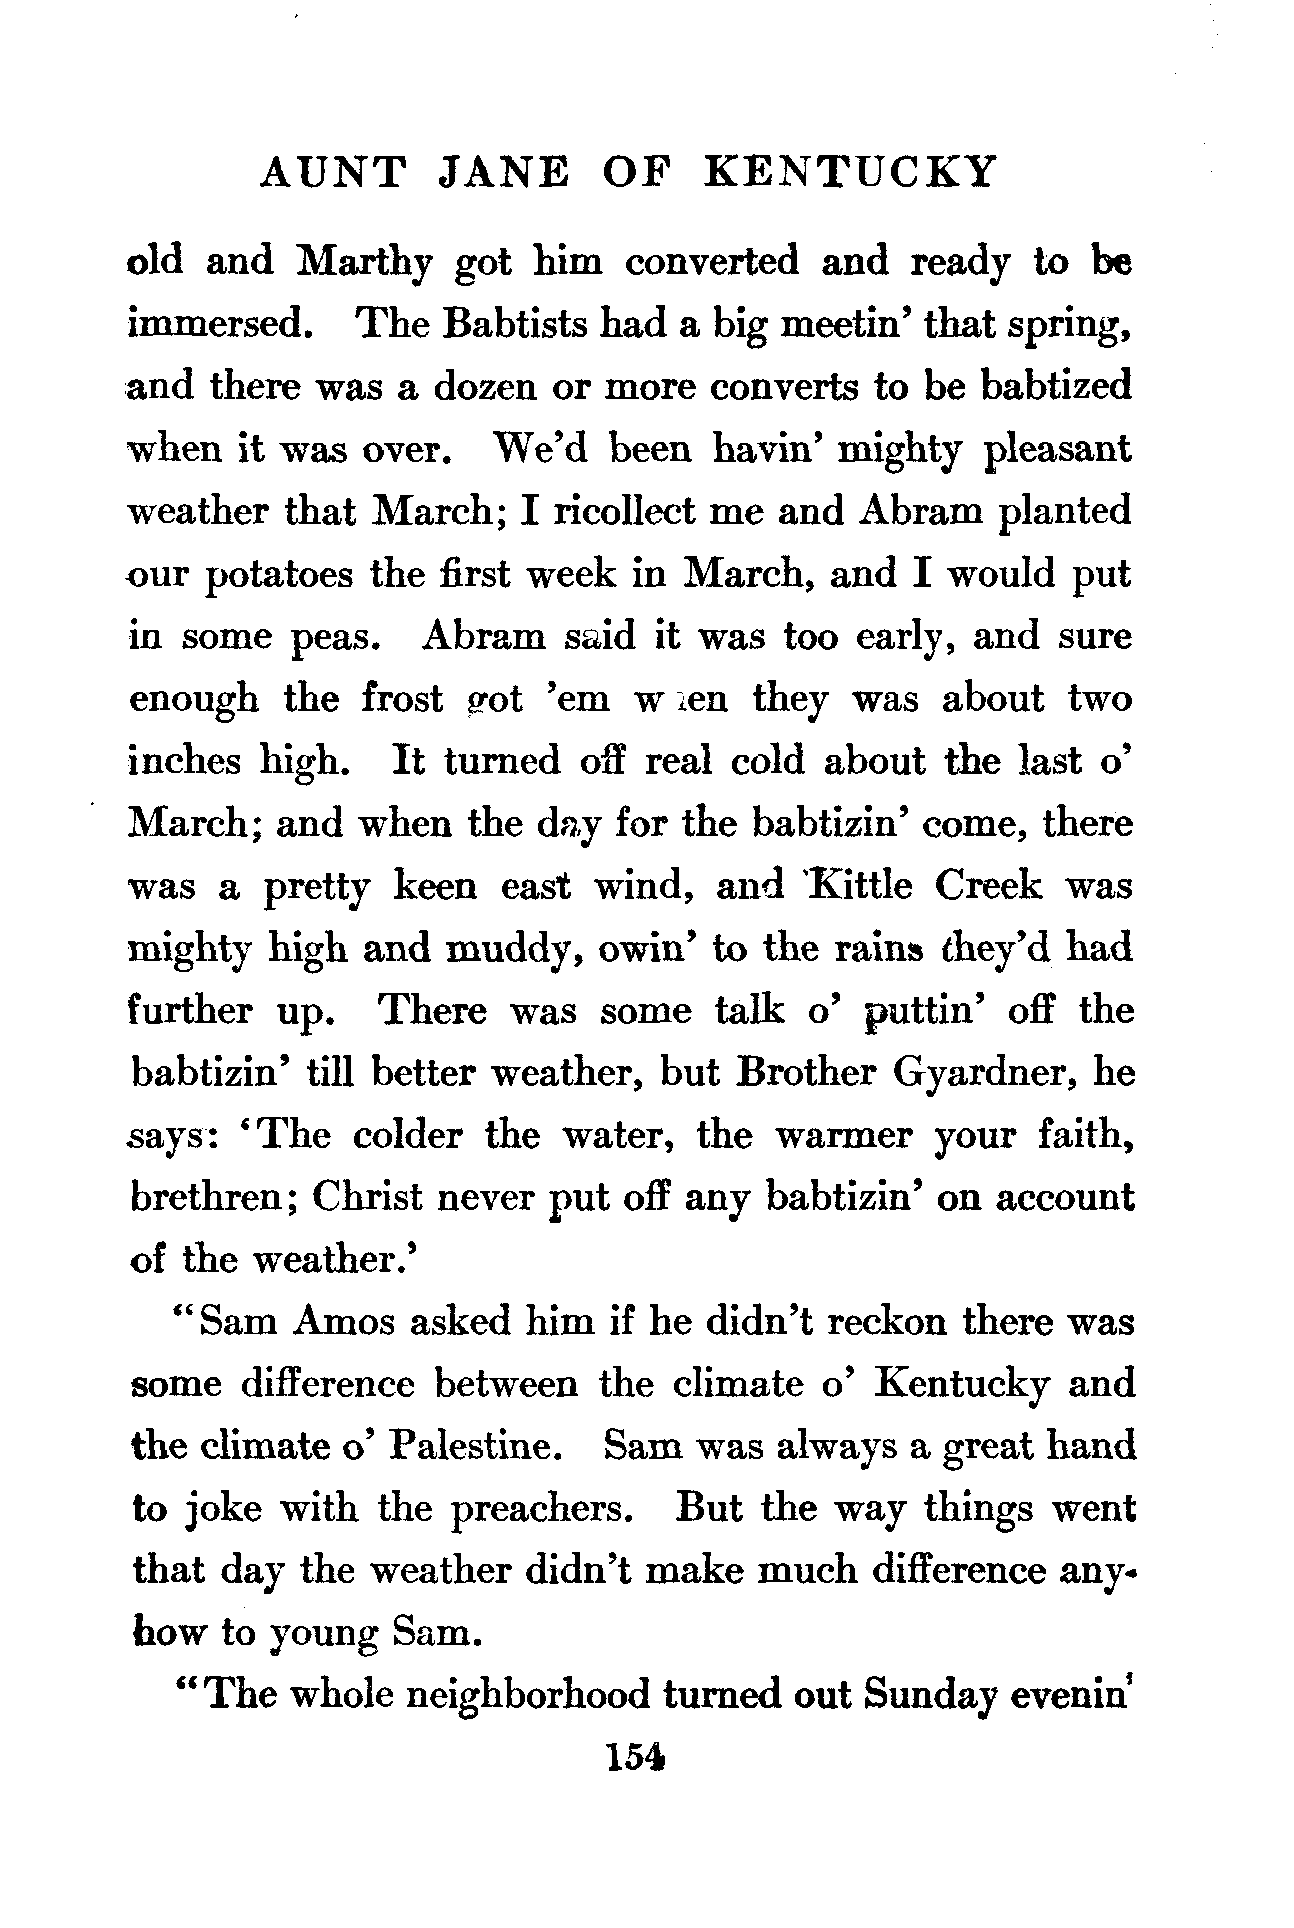 AUNT JANE OF KENTUCKY
old and Marthy got him converted and ready to be
immersed. The Babtists had a big meetin’ that spring,
and there was a dozen or more converts to be babtized
when it was over. We’d been havin’ mighty pleasant
weather that March; I ricollect me and Abram planted
our potatoes the first week in March, and I would put
in some peas. Abram said it was too early, and sure
enough the frost got ’em when they was about two
inches high. It turned off real cold about the last o’
March; and when the day for the babtizin’ come, there
was a pretty keen east wind, and Kittle Creek was
mighty high and muddy, owin’ to the rains they’d had
further up. There was some talk o’ puttin’ off the
babtizin’ till better weather, but Brother Gyardner, he
says: ‘The colder the water, the warmer your faith,
brethren; Christ never put off any babtizin’ on account
of the weather.’
“Sam Amos asked him if he didn’t reckon there was
some difference between the climate o’ Kentucky and
the climate o’ Palestine. Sam was always a great hand
to joke with the preachers. But the way things went
that day the weather didn’t make much difference any-
how to young Sam.
“The whole neighborhood turned out Sunday evenin’
154